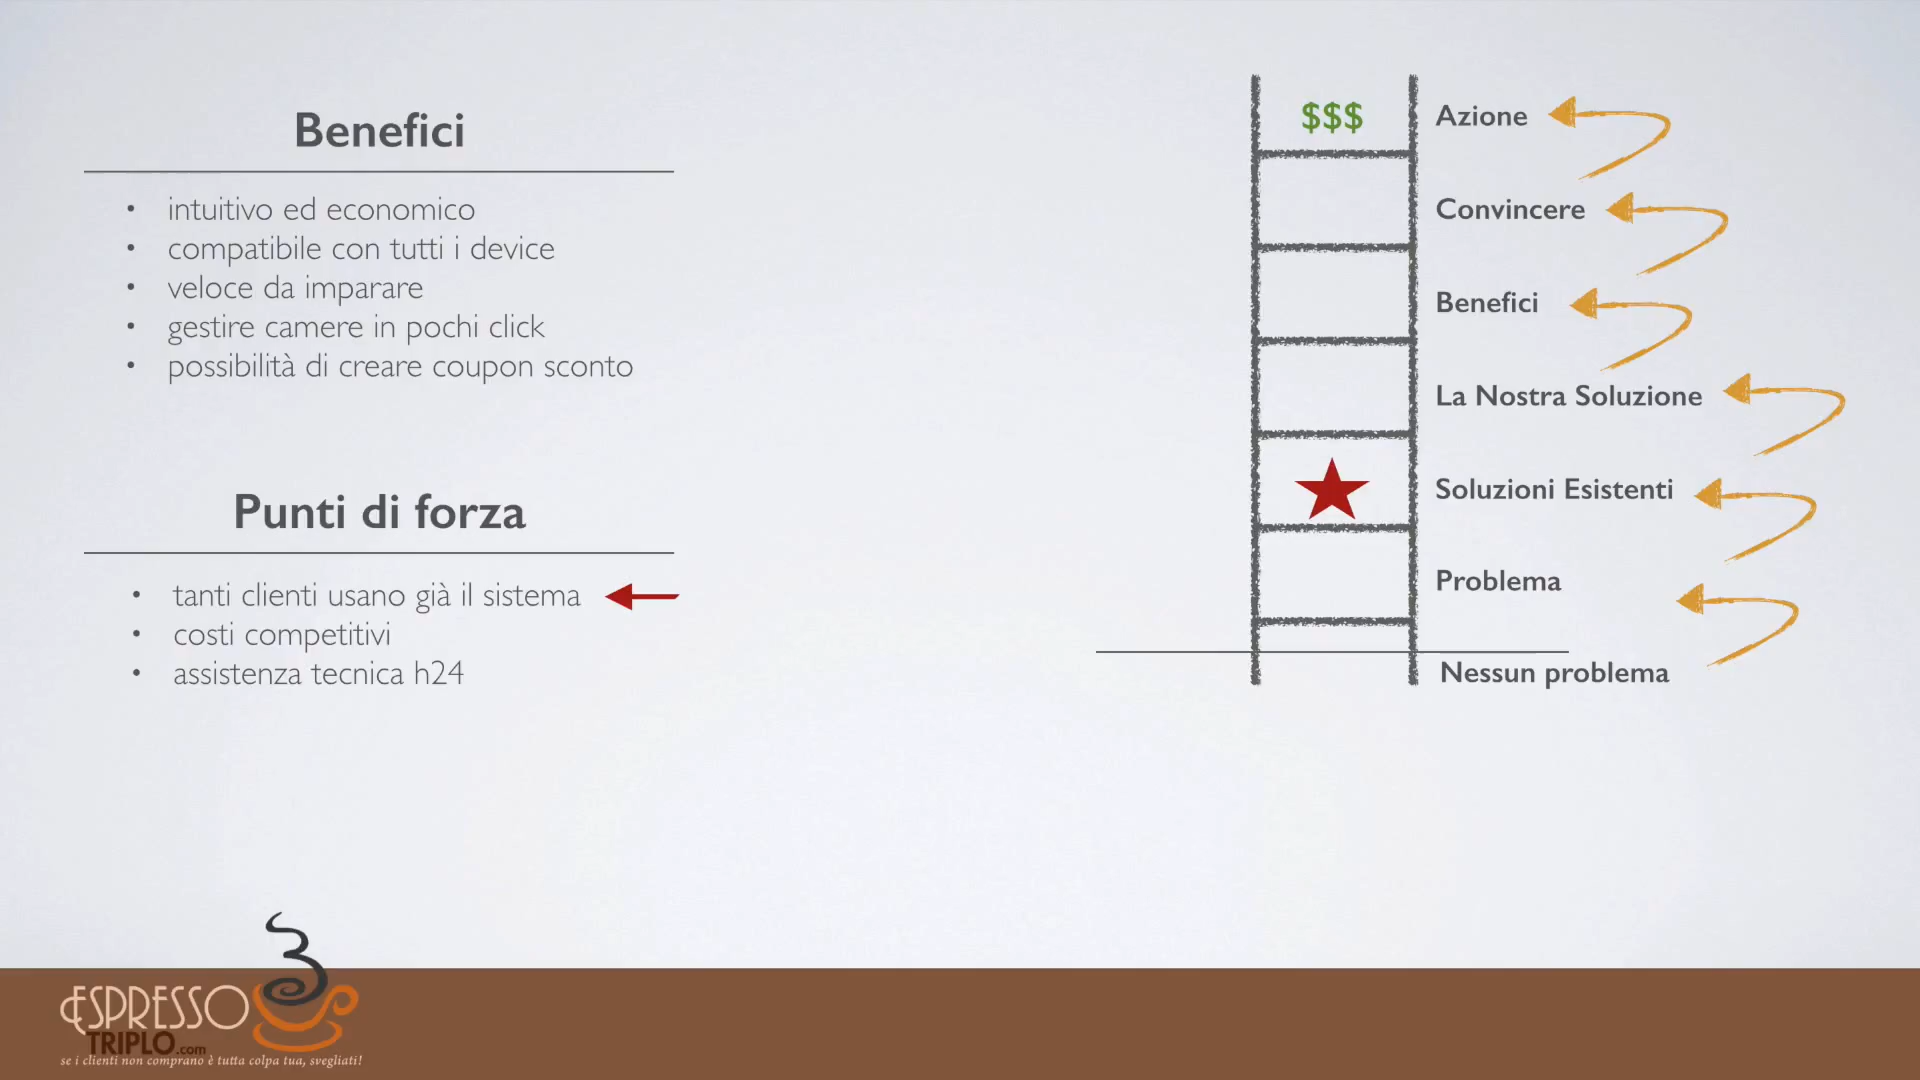 Benefici
• intuitivo ed economico
• compatibile con tutti i device
• veloce da imparare
• gestire camere in pochi click
• possibilità di creare coupon sconto
Punti di forza
• tanti clienti usano già il sistema
• costi competitivi
• assistenza tecnica h24
$$$
Azione
Convincere
Benefici
La Nostra Soluzione
Soluzioni Esistenti
Problema
Nessun problema
3
ESPRESSO
TRIPLO.com
se i clienti non comprano è tutta colpa tua, svegliati!